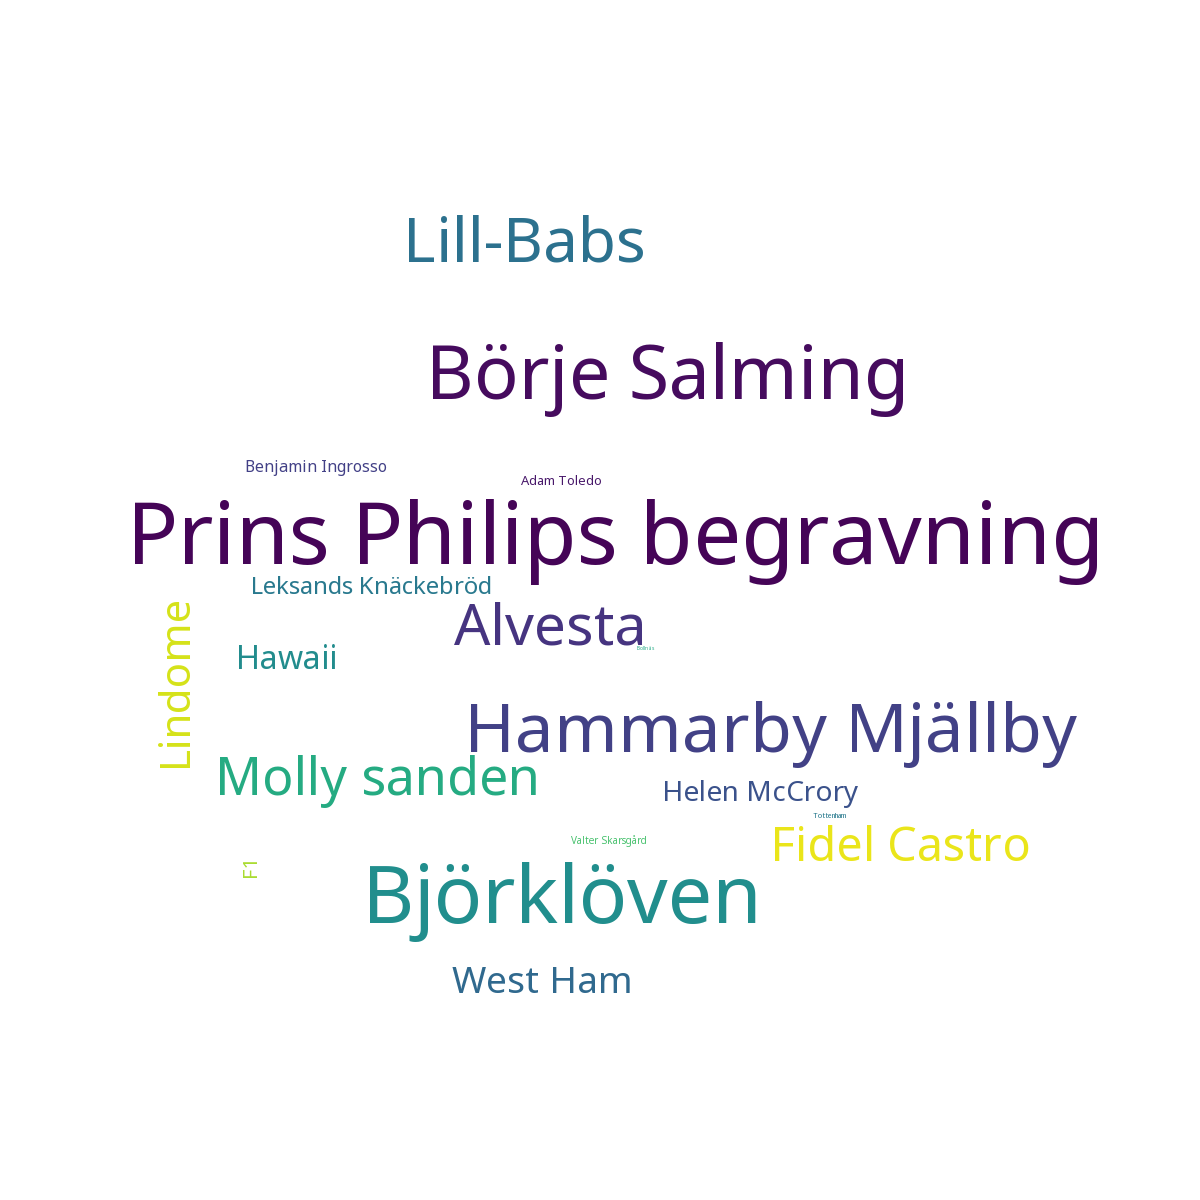 Lill-Babs
Börje Salming
Benjamin Ingrosso
Adam Toledo
Prins Philips begravning
Leksands Knäckebröd
Alvesta
Lindome
Hawaii
Hammarby Mjällby
Molly sanden
Helen McCrory
Tottenham
Valter Skarsgård
Fidel Castro
F1
Björklöven
West Ham